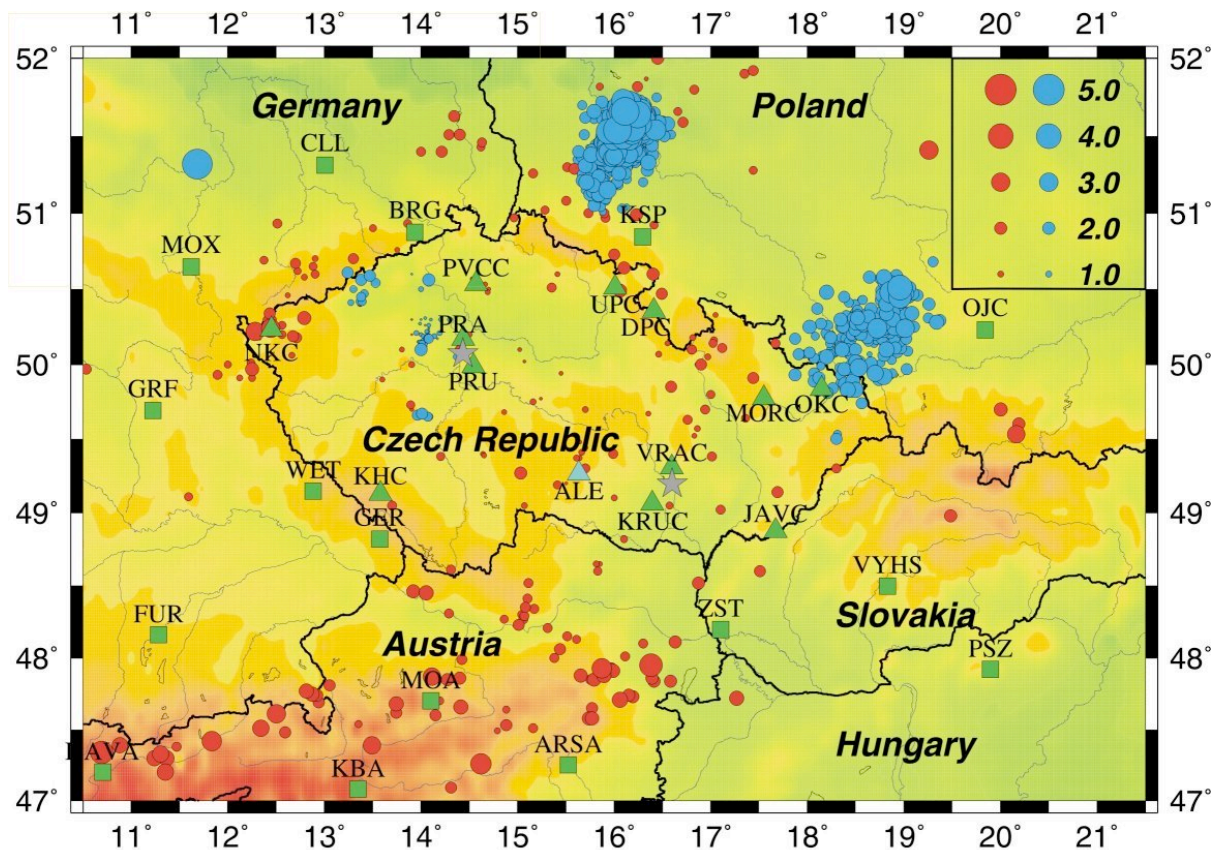 11° 12° 13° 14° 15° 16° 17° 18° 19° 20° 21°
52° 52°
5.0
Germany Poland
4.0
CLL
3.0
51° 51°
BRG KSP
2.0
MOX
PVCC
1.0
UPC
DPC OJC
PRA
NKC
50° 50°
PRU
GRF
MORC OKC
Czech Republic
VRAC
WET KHC ALE
GER KRUC JAVC
49° 49°
VYHS
FUR ZST Slovakia
Austria PSZ
48° 48°
MOA
Hungary
ARSA
KBA
47° 47°
11° 12° 13° 14° 15° 16° 17° 18° 19° 20° 21°